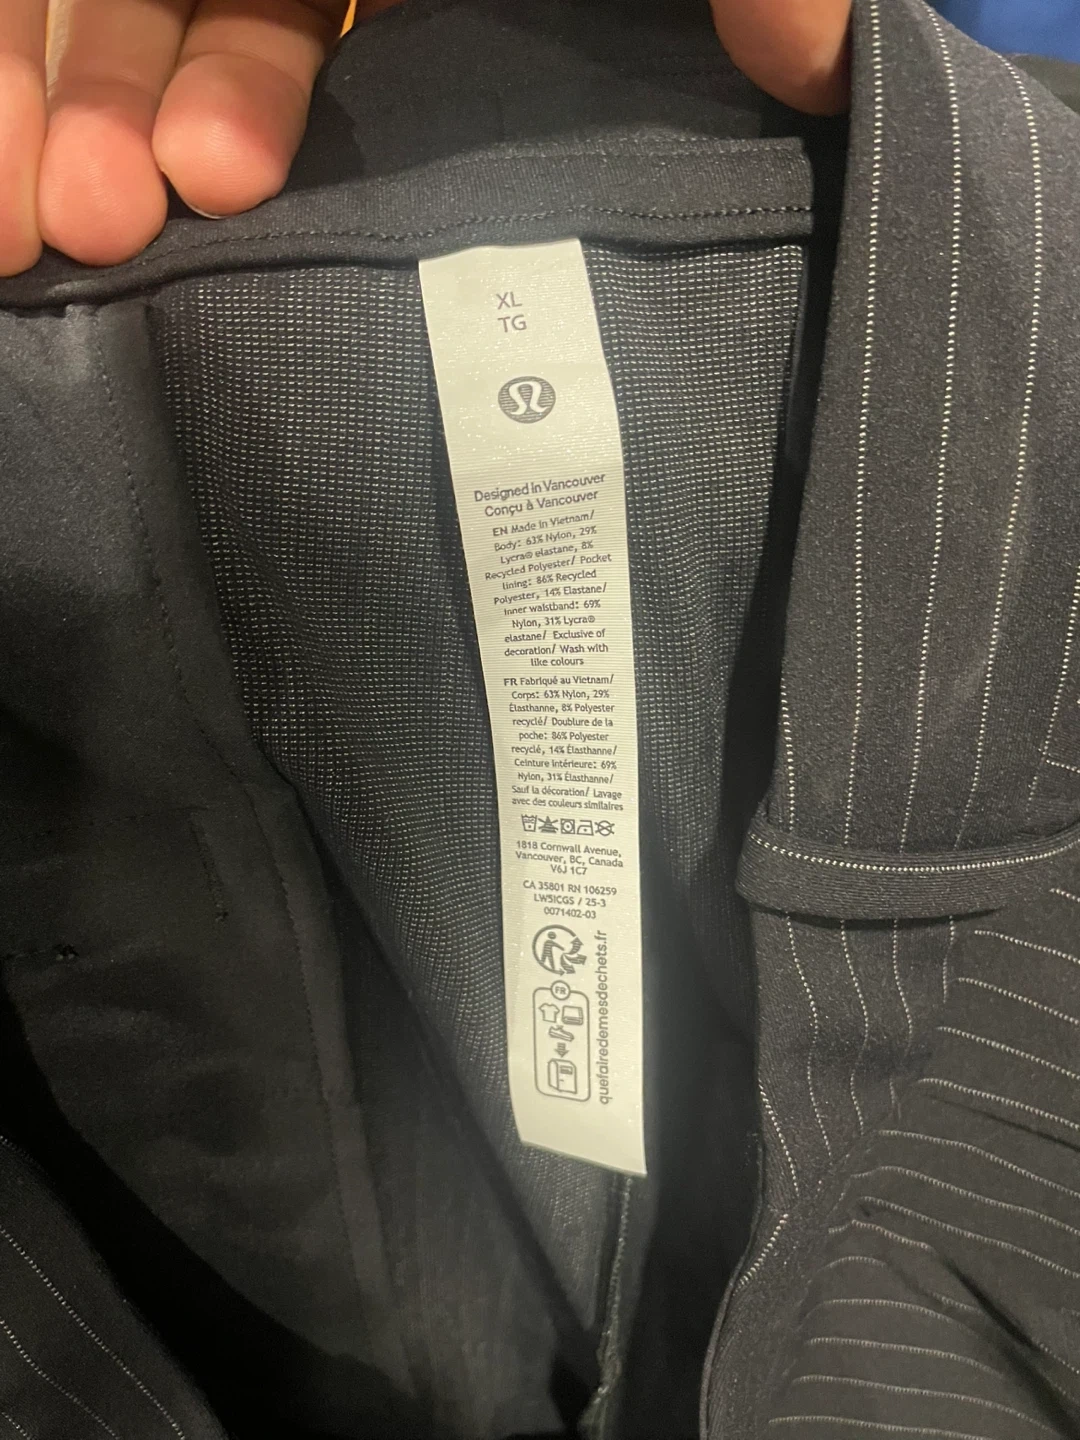 XL
TG
Designed in Vancouver
Conçu à Vancouver
EN Made in Vietnam/
Body: 63% Nylon, 29%
Lycra® elastane, 8%
Recycled Polyester/ Pocket
lining: 86% Recycled
Polyester, 14% Elastane/
Inner waistband: 69%
Nylon, 31% Lycra®
elastane/ Exclusive of
decoration/ Wash with
like colours
FR Fabriqué au Vietnam/
Corps: 63% Nylon, 29%
Élasthanne, 8% Polyester
recyclé/ Doublure de la
poche: 86% Polyester
recyclé, 14% Élasthanne/
Ceinture intérieure: 69%
Nylon, 31% Élasthanne/
Sauf la décoration/ Lavage
avec des couleurs similaires
1818 Cornwall Avenue,
Vancouver, BC, Canada
V6J 1C7
CA 35801 RN 106259
LW5ICGS / 25-3
0071402-03
FR
quefairedemesdechets.fr